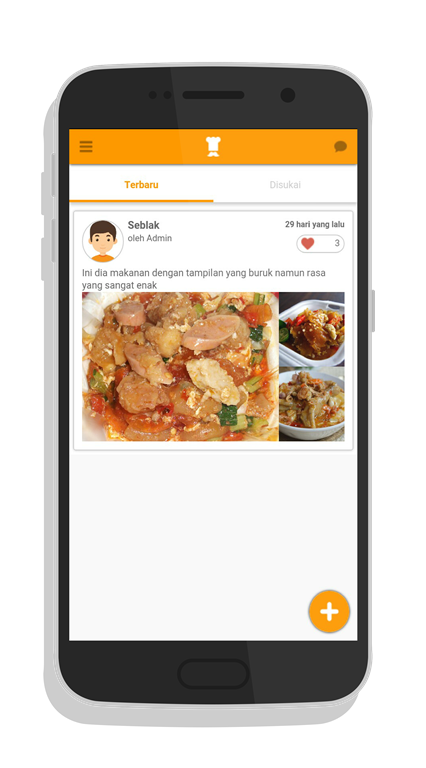 Terbaru
Disukai
Seblak
29 hari yang lalu
oleh Admin
3
Ini dia makanan dengan tampilan yang buruk namun rasa
yang sangat enak